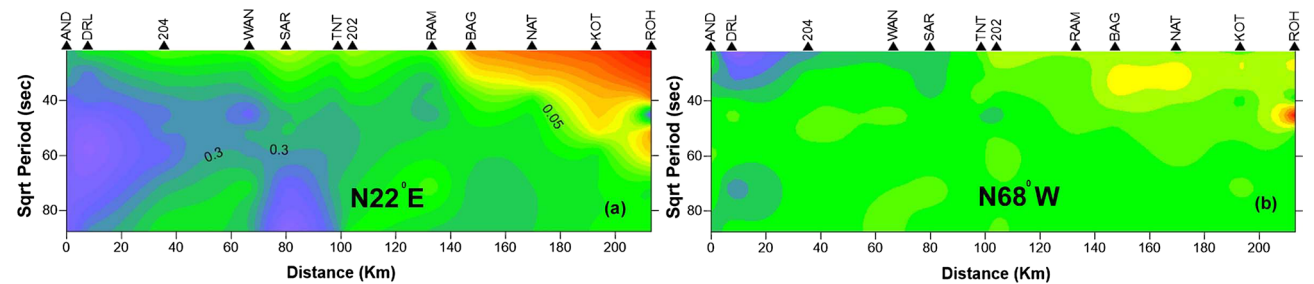 AND DRL 204 WAN SAR TNT 202 RAM BAG NAT KOT ROH
Sqrt Period (sec)
40
60
80
0.3
0.3
0.05
N22⁰E
(a)
0 20 40 60 80 100 120 140 160 180 200
Distance (Km)
AND DRL 204 WAN SAR TNT 202 RAM BAG NAT KOT ROH
Sqrt Period (sec)
40
60
80
N68⁰W
(b)
0 20 40 60 80 100 120 140 160 180 200
Distance (Km)